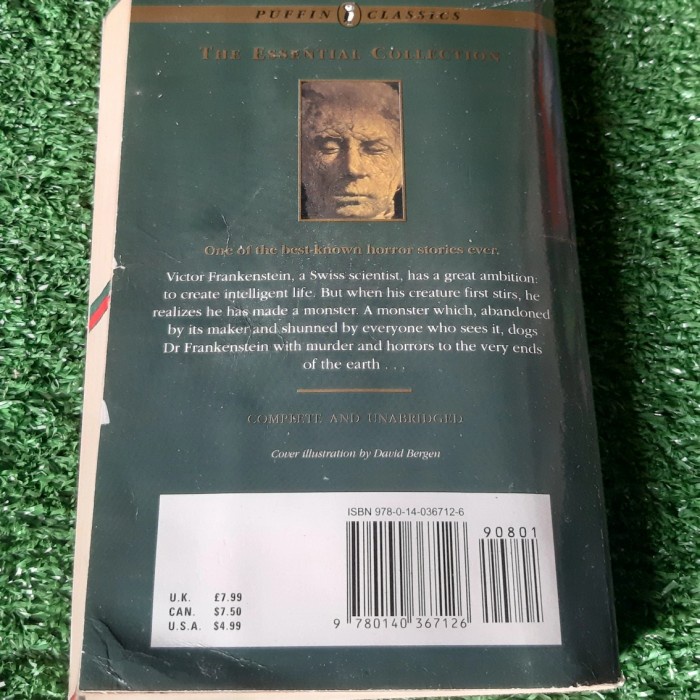 PUFFIN CLASSICS
THE ESSENTIAL COLLECTION
One of the best-known horror stories ever.
Victor Frankenstein, a Swiss scientist, has a great ambition:
to create intelligent life. But when his creature first stirs, he
realizes he has made a monster. A monster which, abandoned
by its maker and shunned by everyone who sees it, dogs
Dr Frankenstein with murder and horrors to the very ends
of the earth . . .
COMPLETE AND UNABRIDGED
Cover illustration by David Bergen
ISBN 978-0-14-036712-6
90801
U.K. £7.99
CAN. $7.50
U.S.A. $4.99
9 780140 367126